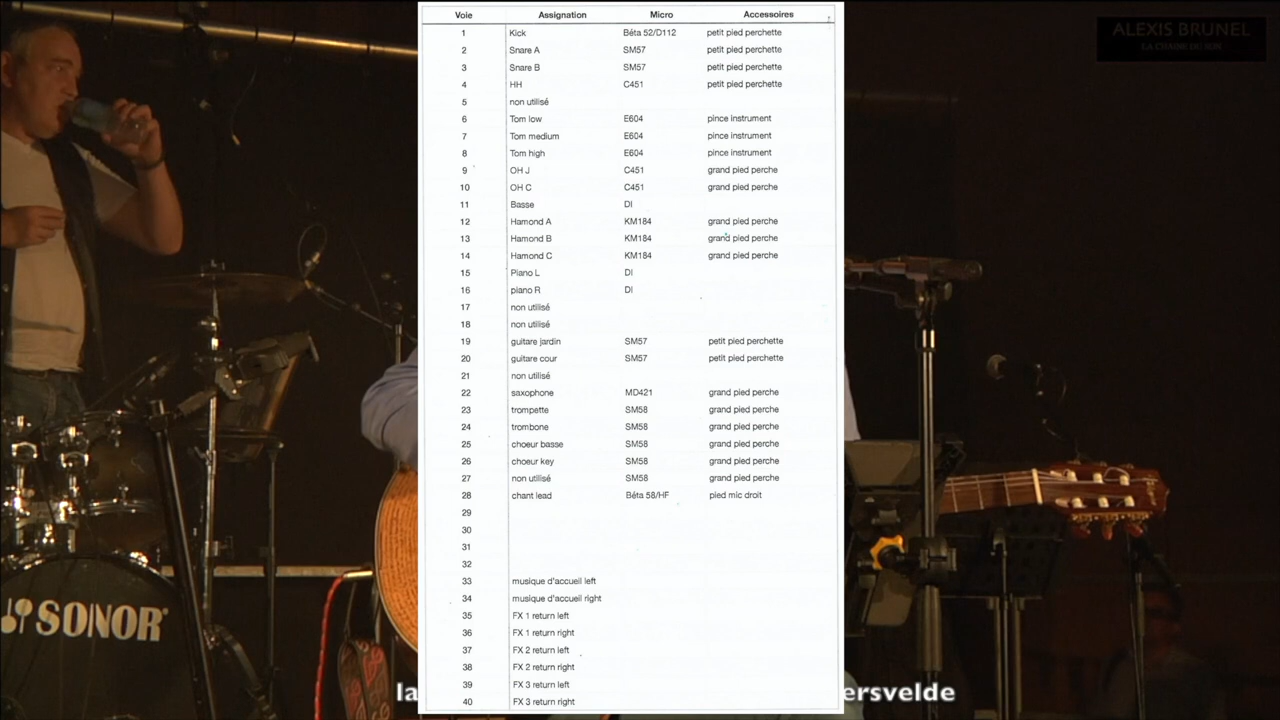 Voie Assignation Micro Accessoires
1 Kick Béta 52/D112 petit pied perchette
2 Snare A SM57 petit pied perchette
3 Snare B SM57 petit pied perchette
4 HH C451 petit pied perchette
5 non utilisé
6 Tom low E604 pince instrument
7 Tom medium E604 pince instrument
8 Tom high E604 pince instrument
9 OH J C451 grand pied perche
10 OH C C451 grand pied perche
11 Basse DI
12 Hamond A KM184 grand pied perche
13 Hamond B KM184 grand pied perche
14 Hamond C KM184 grand pied perche
15 Piano L DI
16 piano R DI
17 non utilisé
18 non utilisé
19 guitare jardin SM57 petit pied perchette
20 guitare cour SM57 petit pied perchette
21 non utilisé
22 saxophone MD421 grand pied perche
23 trompette SM58 grand pied perche
24 trombone SM58 grand pied perche
25 choeur basse SM58 grand pied perche
26 choeur key SM58 grand pied perche
27 non utilisé SM58 grand pied perche
28 chant lead Béta 58/HF pied mic droit
29
30
31
32
33 musique d'accueil left
34 musique d'accueil right
35 FX 1 return left
36 FX 1 return right
37 FX 2 return left
38 FX 2 return right
39 FX 3 return left
40 FX 3 return right
ALEXIS BRUNEL
LA CHAIRE DU SON
SONOR
la ersvelde